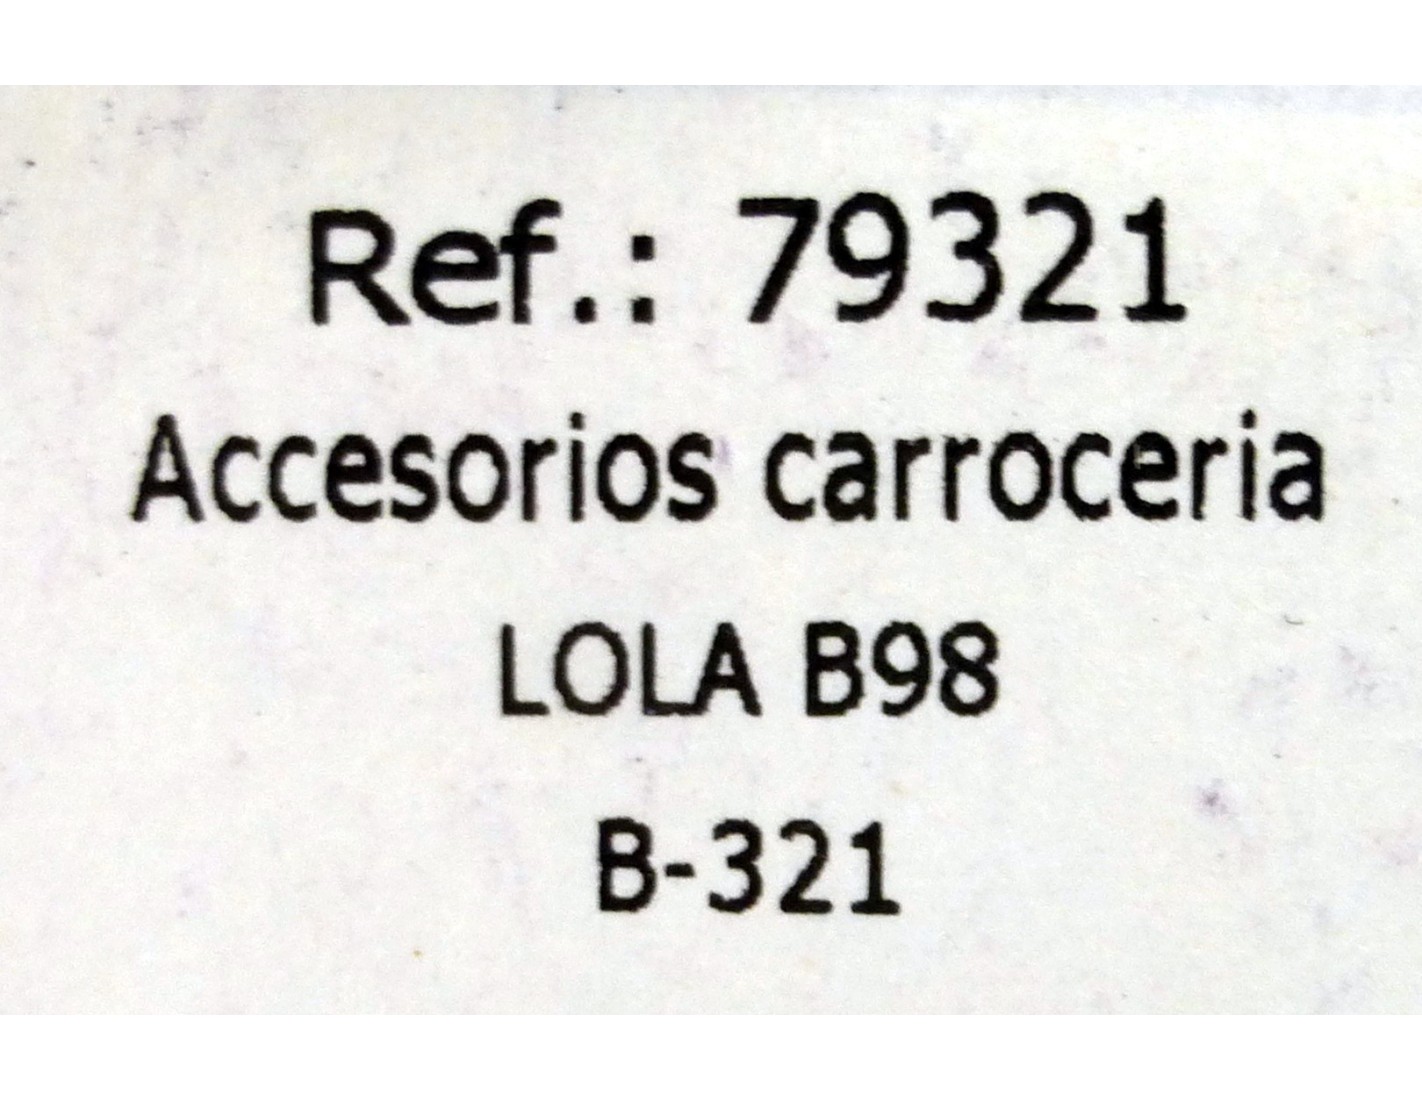 Ref.: 79321
Accesorios carroceria
LOLA B98
B-321